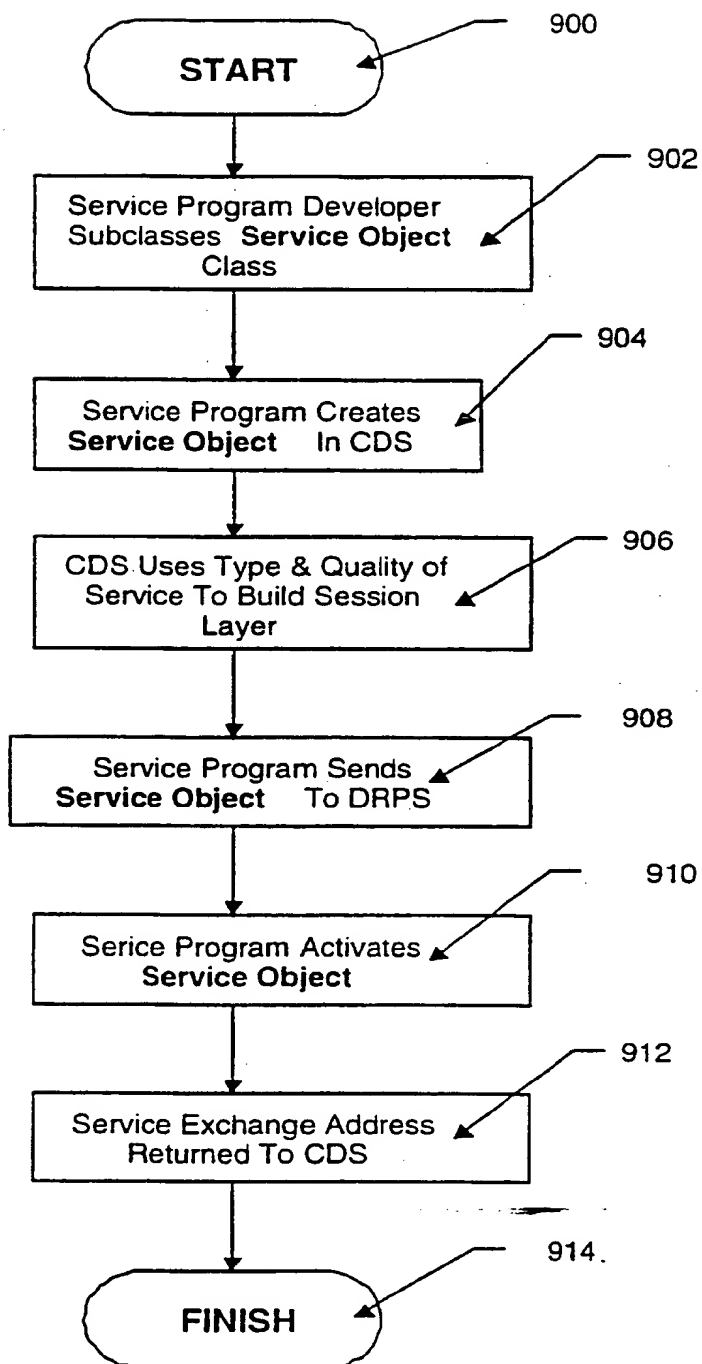 900
START
902
Service Program Developer
Subclasses Service Object
Class
904
Service Program Creates
Service Object In CDS
906
CDS Uses Type & Quality of
Service To Build Session
Layer
908
Service Program Sends
Service Object To DRPS
910
Serice Program Activates
Service Object
912
Service Exchange Address
Returned To CDS
914
FINISH